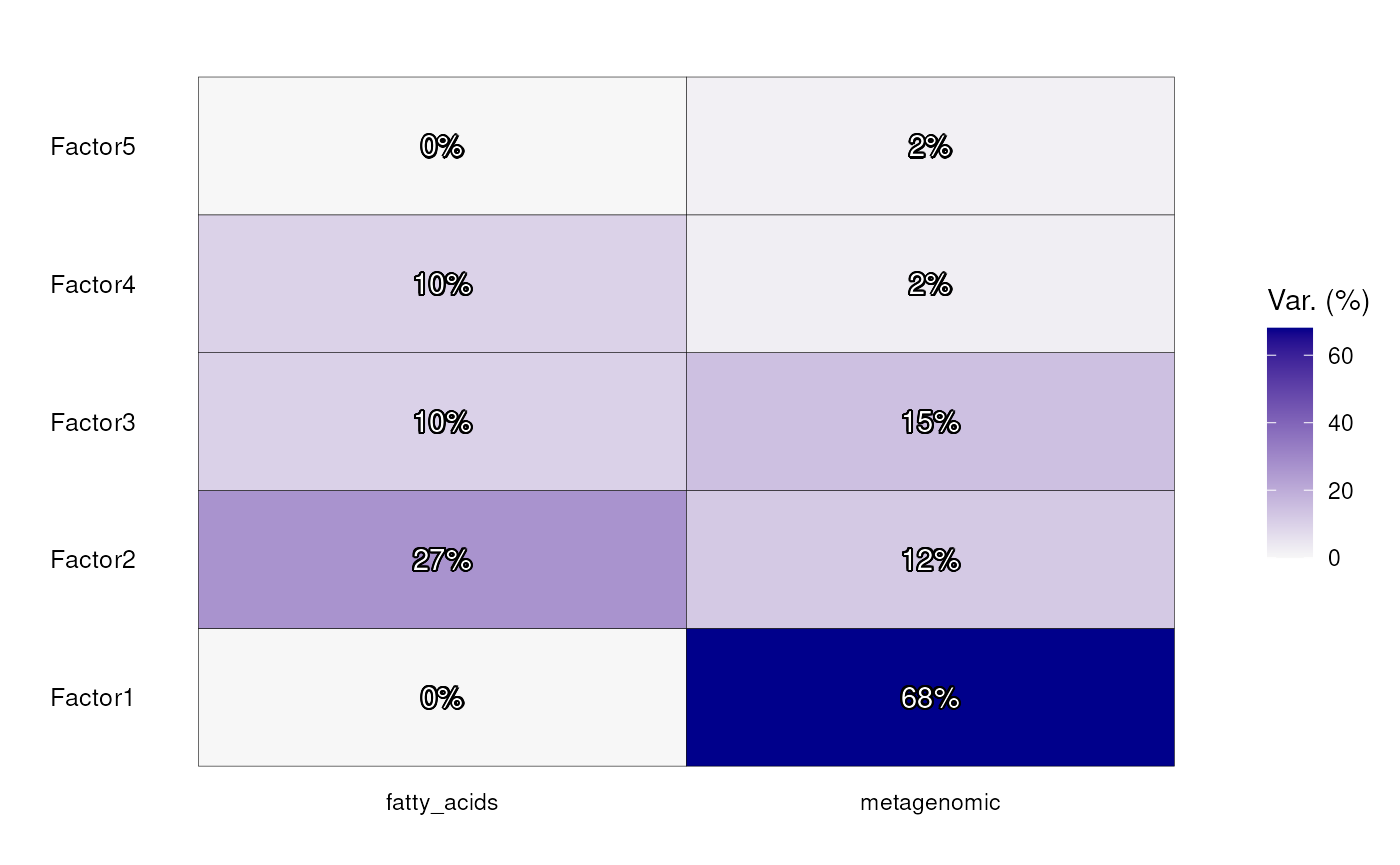 Factor5 0% 2%
Factor4 10% 2%
Factor3 10% 15%
Factor2 27% 12%
Factor1 0% 68%
fatty_acids metagenomic
Var. (%)
60
40
20
0